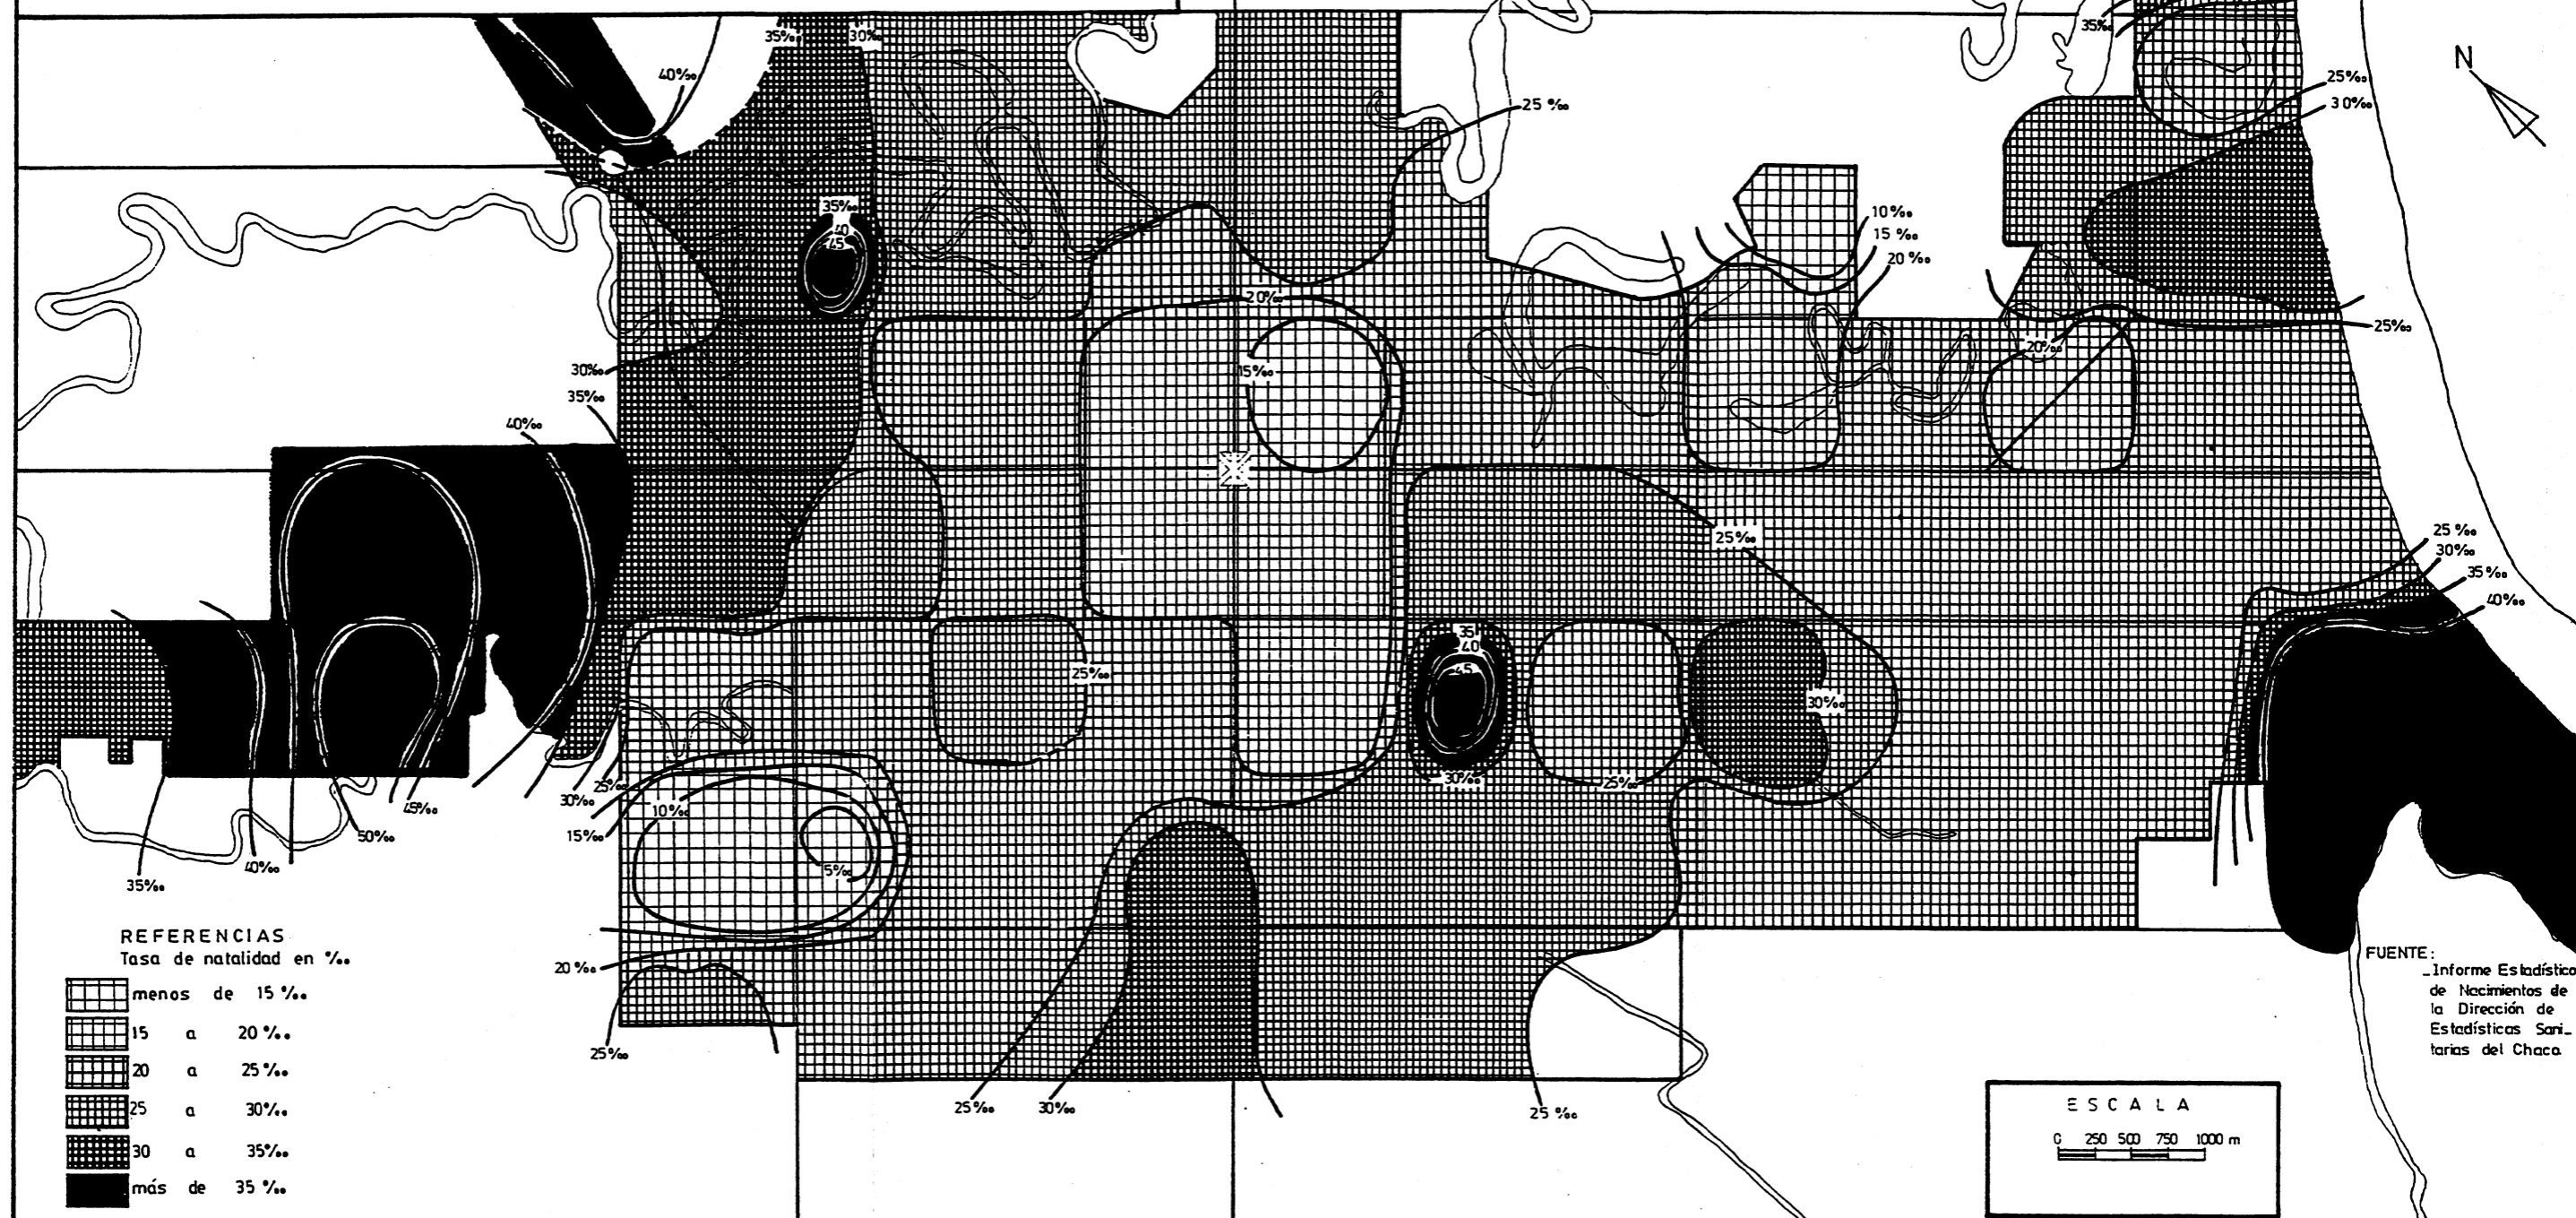 35‰
30‰
40‰
35‰
N
25‰
30‰
25‰
35‰
40
45
10‰
15‰
20‰
20‰
25‰
20‰
15‰
30‰
35‰
40‰
25‰
25‰
30‰
35‰
40‰
35
40
45
25‰
30‰
30‰
25‰
25‰
30‰
10‰
15‰
45‰
50‰
5‰
40‰
35‰
20‰
25‰
25‰
30‰
25‰
REFERENCIAS
Tasa de natalidad en ‰
menos de 15‰
15 a 20‰
20 a 25‰
25 a 30‰
30 a 35‰
más de 35‰
FUENTE:
_Informe Estadístico
de Nacimientos de
la Dirección de
Estadísticas Sani_
tarias del Chaco
ESCALA
0 250 500 750 1000 m